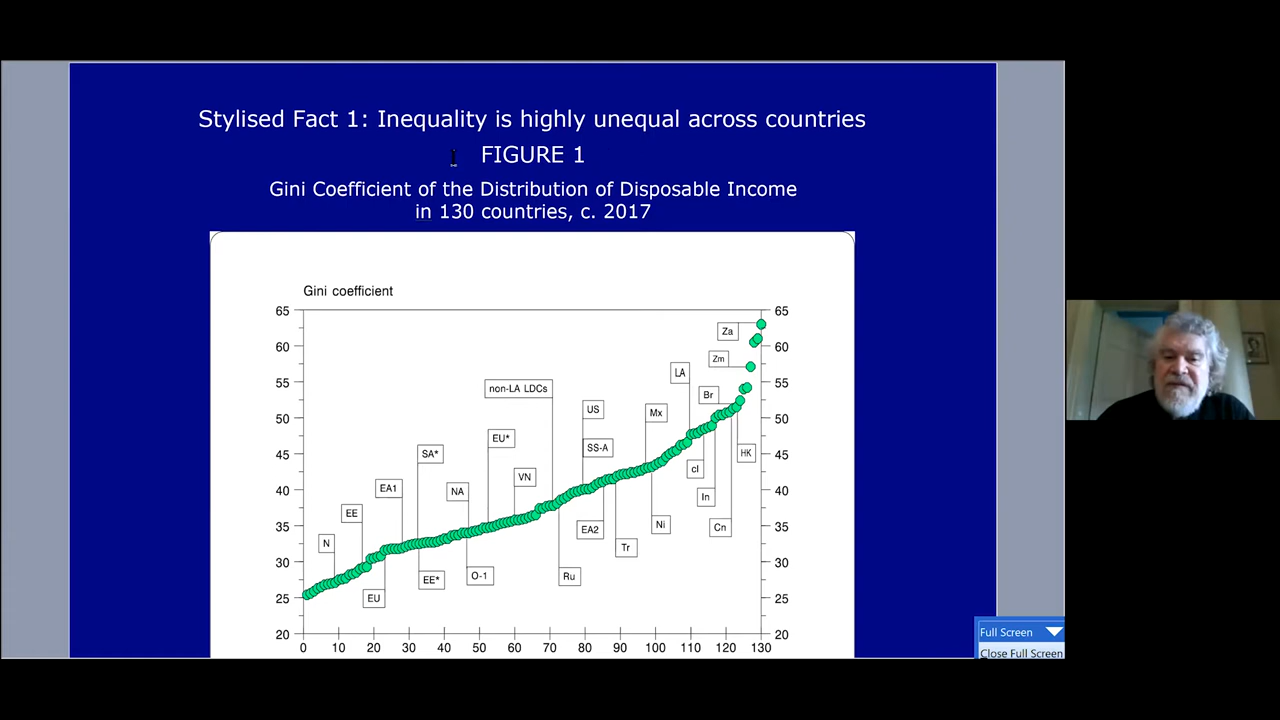 Stylised Fact 1: Inequality is highly unequal across countries
FIGURE 1
Gini Coefficient of the Distribution of Disposable Income
in 130 countries, c. 2017
Gini coefficient
65
65
Za
60
60
Zm
LA
55
55
non-LA LDCs
Br
US
Mx
50
50
EU*
SA*
SS-A
HK
45
45
cI
VN
EA1
NA
40
40
In
EE
Ni
Cn
35
35
EA2
N
Tr
30
30
EE*
O-1
Ru
EU
25
25
20
20
0 10 20 30 40 50 60 70 80 90 100 110 120 130
Full Screen
Close Full Screen